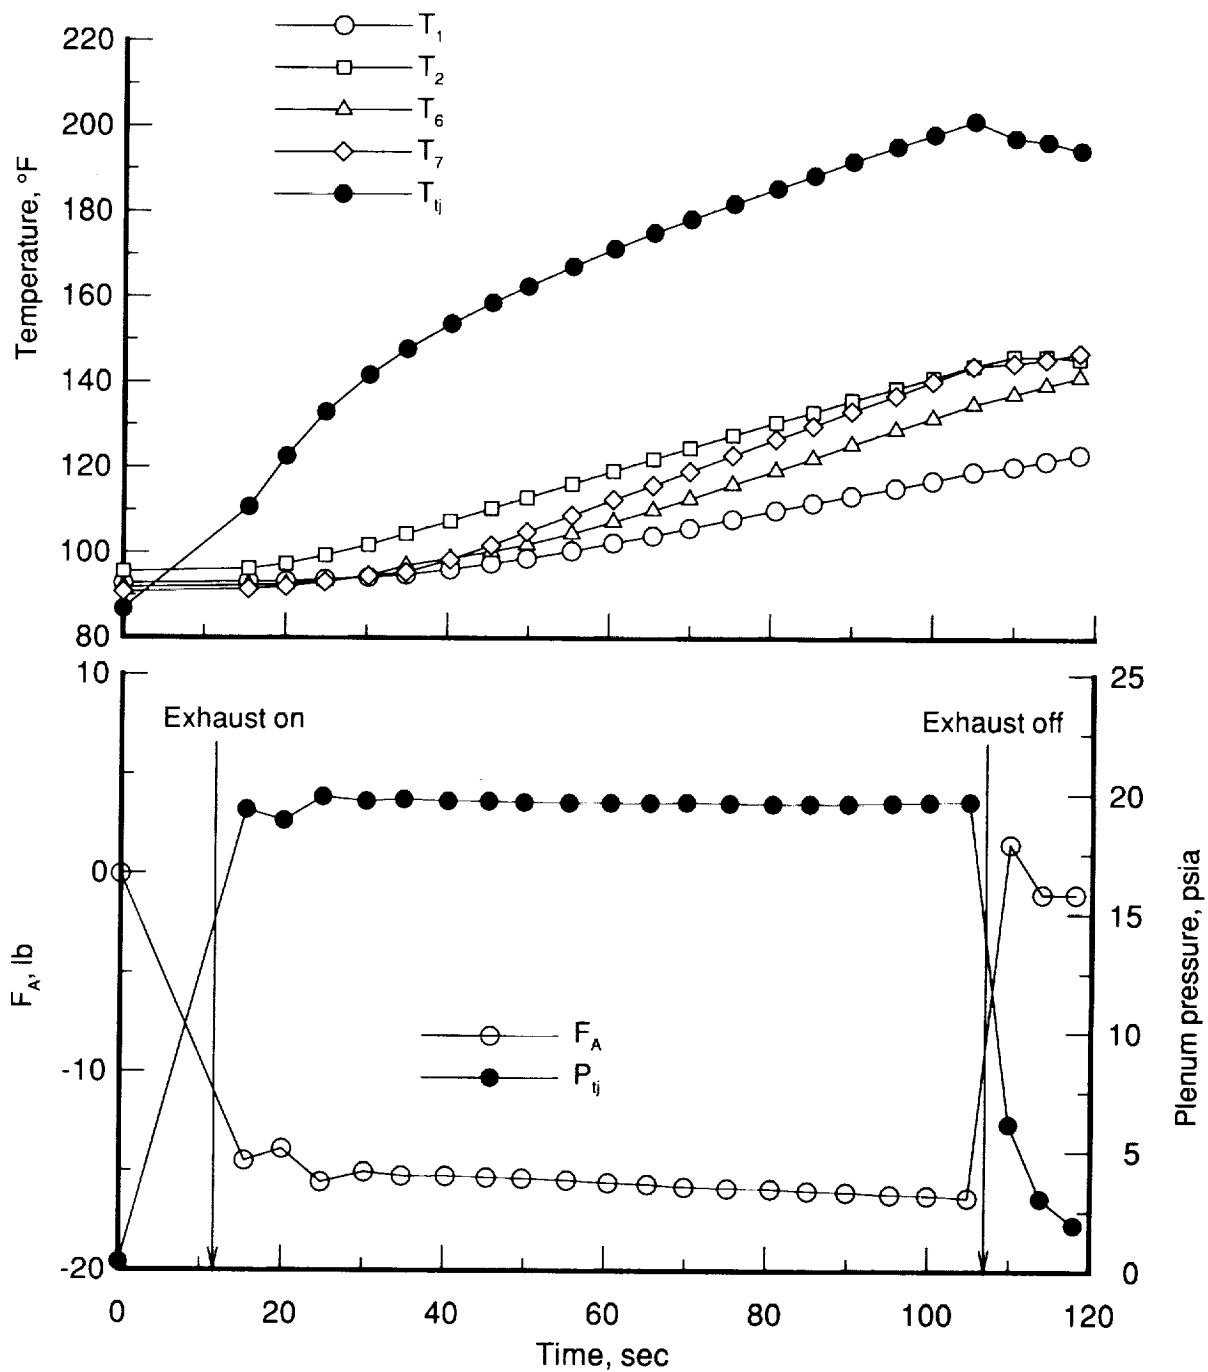 T1
T2
T6
T7
Ttj
220
200
180
160
140
120
100
80
Temperature, °F
10
0
-10
-20
FA, lb
Exhaust on
Exhaust off
25
20
15
10
5
0
Plenum pressure, psia
FA
Ptj
0 20 40 60 80 100 120
Time, sec